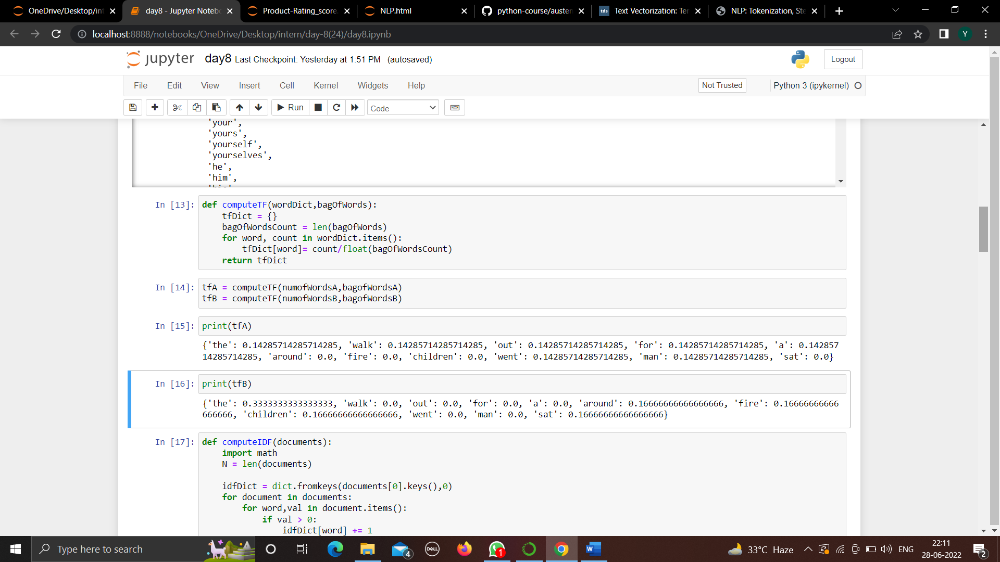 OneDrive/Desktop/int
day8 - Jupyter Notebo
Product-Rating_score.
NLP.html
python-course/austen
Text Vectorization: Ter
NLP: Tokenization, Ste
localhost:8888/notebooks/OneDrive/Desktop/intern/day-8(24)/day8.ipynb
Y
jupyter day8 Last Checkpoint: Yesterday at 1:51 PM (autosaved)
Logout
File Edit View Insert Cell Kernel Widgets Help
Not Trusted
Python 3 (ipykernel)
Run
Code
'your',
'yours',
'yourself',
'yourselves',
'he',
'him',
In [13]: def computeTF(wordDict,bagOfWords):
    tfDict = {}
    bagOfWordsCount = len(bagOfWords)
    for word, count in wordDict.items():
        tfDict[word]= count/float(bagOfWordsCount)
    return tfDict
In [14]: tfA = computeTF(numofWordsA,bagofWordsA)
tfB = computeTF(numofWordsB,bagofWordsB)
In [15]: print(tfA)
{'the': 0.14285714285714285, 'walk': 0.14285714285714285, 'out': 0.14285714285714285, 'for': 0.14285714285714285, 'a': 0.142857
14285714285, 'around': 0.0, 'fire': 0.0, 'children': 0.0, 'went': 0.14285714285714285, 'man': 0.14285714285714285, 'sat': 0.0}
In [16]: print(tfB)
{'the': 0.3333333333333333, 'walk': 0.0, 'out': 0.0, 'for': 0.0, 'a': 0.0, 'around': 0.16666666666666666, 'fire': 0.16666666666
666666, 'children': 0.16666666666666666, 'went': 0.0, 'man': 0.0, 'sat': 0.16666666666666666}
In [17]: def computeIDF(documents):
    import math
    N = len(documents)
    idfDict = dict.fromkeys(documents[0].keys(),0)
    for document in documents:
        for word,val in document.items():
            if val > 0:
                idfDict[word] += 1
Type here to search
4
DELL
1
W
33°C Haze
ENG
22:11
28-06-2022
2